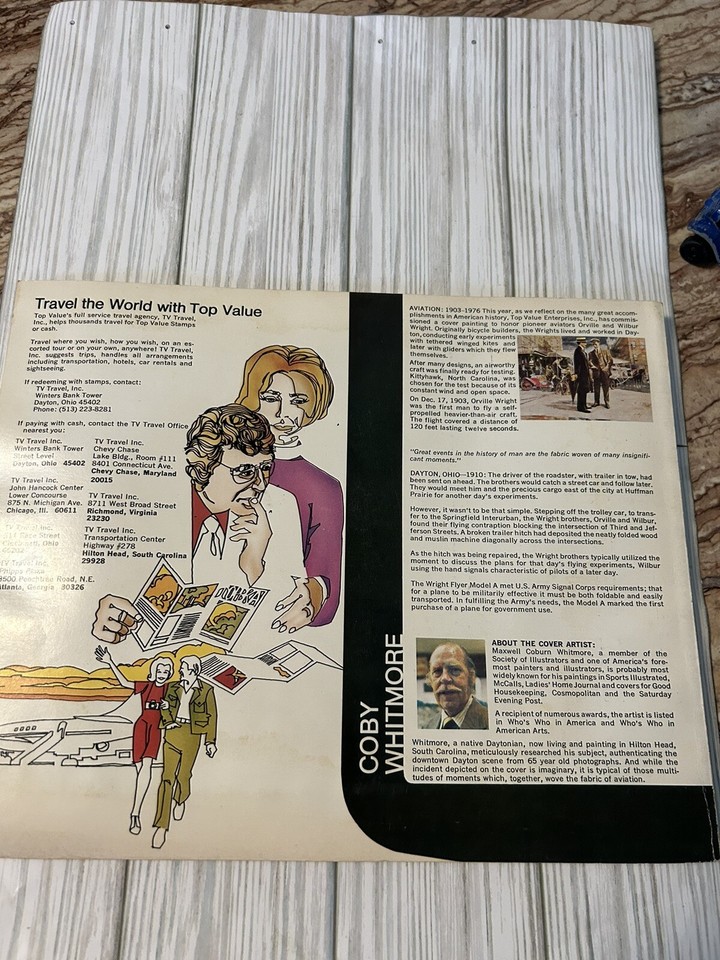 Travel the World with Top Value
Top Value's full service travel agency, TV Travel,
Inc., helps thousands travel for Top Value Stamps
or cash.
Travel where you wish, how you wish, on an es-
corted tour or on your own, anywhere! TV Travel,
Inc. suggests trips, handles all arrangements
including transportation, hotels, car rentals and
sightseeing.
If redeeming with stamps, contact:
TV Travel, Inc.
Winters Bank Tower
Dayton, Ohio 45402
Phone: (513) 223-8281
If paying with cash, contact the TV Travel Office
nearest you:
TV Travel Inc.
Winters Bank Tower
Street Level
Dayton, Ohio 45402
TV Travel Inc.
John Hancock Center
Lower Concourse
875 N. Michigan Ave.
Chicago, Ill. 60611
Travel Inc.
Race Street
Ohio
TV Travel Inc.
Phipps Plaza
3500 Peachtree Road, N.E.
Atlanta, Georgia 30326
TV Travel Inc.
Chevy Chase
Lake Bldg., Room #111
8401 Connecticut Ave.
Chevy Chase, Maryland
20015
TV Travel Inc.
8711 West Broad Street
Richmond, Virginia
23230
TV Travel Inc.
Transportation Center
Highway #278
Hilton Head, South Carolina
29928
COBY
WHITMORE
AVIATION: 1903-1976 This year, as we reflect on the many great accom-
plishments in American history, Top Value Enterprises, Inc., has commis-
sioned a cover painting to honor pioneer aviators Orville and Wilbur
Wright. Originally bicycle builders, the Wrights lived and worked in Day-
ton, conducting early experiments
with tethered winged kites and
later with gliders which they flew
themselves.
After many designs, an airworthy
craft was finally ready for testing.
Kittyhawk, North Carolina, was
chosen for the test because of its
constant wind and open space.
On Dec. 17, 1903, Orville Wright
was the first man to fly a self-
propelled heavier-than-air craft.
The flight covered a distance of
120 feet lasting twelve seconds.
"Great events in the history of man are the fabric woven of many insignifi-
cant moments."
DAYTON, OHIO—1910: The driver of the roadster, with trailer in tow, had
been sent on ahead. The brothers would catch a street car and follow later.
They would meet him and the precious cargo east of the city at Huffman
Prairie for another day's experiments.
However, it wasn't to be that simple. Stepping off the trolley car, to trans-
fer to the Springfield Interurban, the Wright brothers, Orville and Wilbur,
found their flying contraption blocking the intersection of Third and Jef-
ferson Streets. A broken trailer hitch had deposited the neatly folded wood
and muslin machine diagonally across the intersections.
As the hitch was being repaired, the Wright brothers typically utilized the
moment to discuss the plans for that day's flying experiments, Wilbur
using the hand signals characteristic of pilots of a later day.
The Wright Flyer Model A met U.S. Army Signal Corps requirements; that
for a plane to be militarily effective it must be both foldable and easily
transported. In fulfilling the Army's needs, the Model A marked the first
purchase of a plane for government use.
ABOUT THE COVER ARTIST:
Maxwell Coburn Whitmore, a member of the
Society of Illustrators and one of America's fore-
most painters and illustrators, is probably most
widely known for his paintings in Sports Illustrated,
McCalls, Ladies' Home Journal and covers for Good
Housekeeping, Cosmopolitan and the Saturday
Evening Post.
A recipient of numerous awards, the artist is listed
in Who's Who in America and Who's Who in
American Arts.
Whitmore, a native Daytonian, now living and painting in Hilton Head,
South Carolina, meticulously researched his subject, authenticating the
downtown Dayton scene from 65 year old photographs. And while the
incident depicted on the cover is imaginary, it is typical of those multi-
tudes of moments which, together, wove the fabric of aviation.